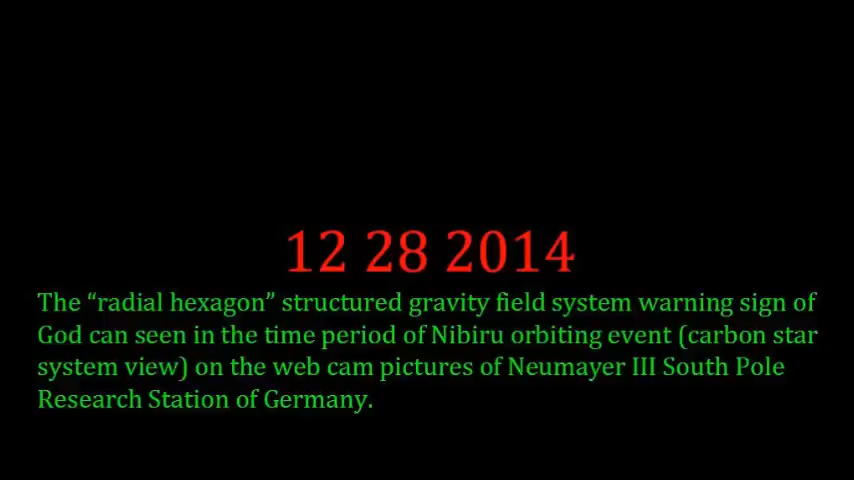 12 28 2014
The “radial hexagon” structured gravity field system warning sign of
God can seen in the time period of Nibiru orbiting event (carbon star
system view) on the web cam pictures of Neumayer III South Pole
Research Station of Germany.